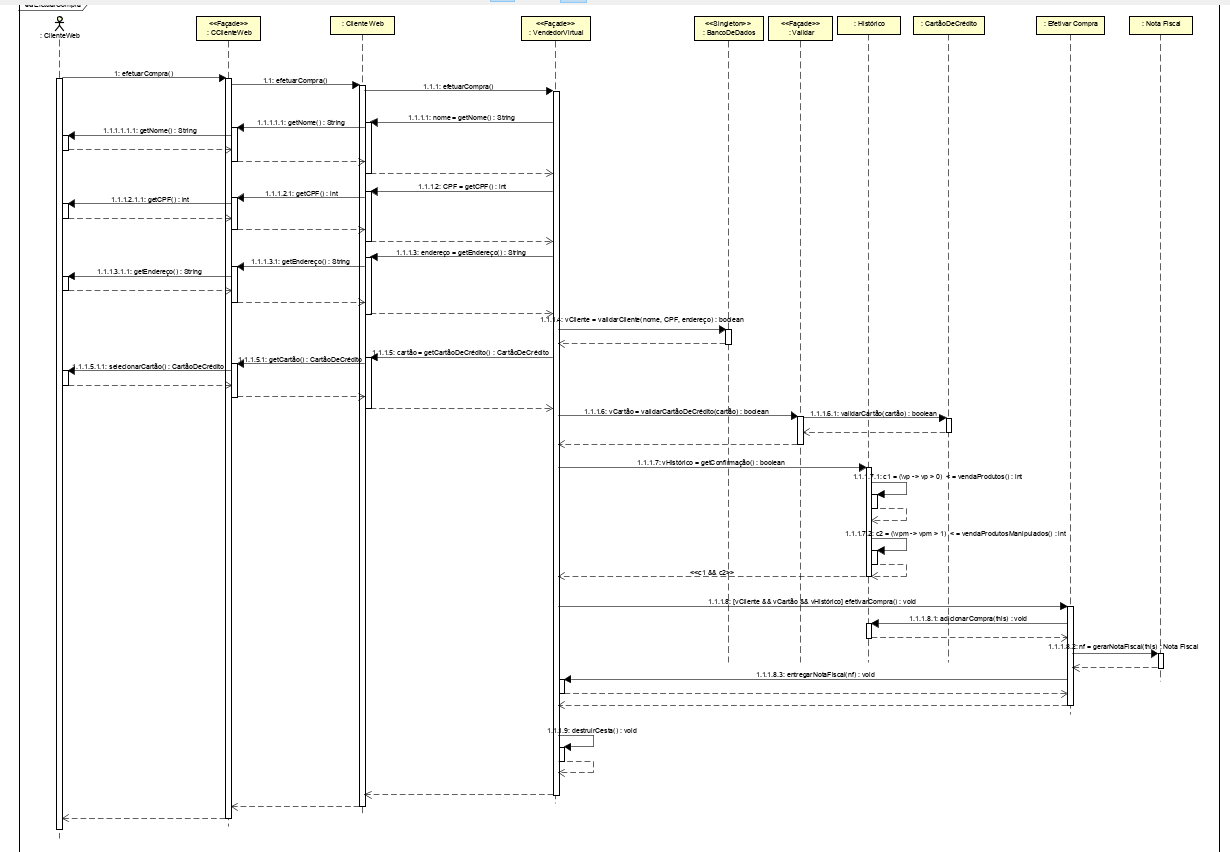 : ClienteWeb
<<Façade>>
: CClienteWeb
: Cliente Web
<<Façade>>
: VendedorVirtual
<<Singleton>>
: BancoDeDados
<<Façade>>
: Validar
: Histórico
: CartãoDeCrédito
: Efetivar Compra
: Nota Fiscal
1: efetuarCompra()
1.1: efetuarCompra()
1.1.1: efetuarCompra()
1.1.1.1: nome = getNome() : String
1.1.1.1.1: getNome() : String
1.1.1.1.1.1: getNome() : String
1.1.1.2: CPF = getCPF() : int
1.1.1.2.1: getCPF() : int
1.1.1.2.1.1: getCPF() : int
1.1.1.3: endereço = getEndereço() : String
1.1.1.3.1: getEndereço() : String
1.1.1.3.1.1: getEndereço() : String
1.1.1.4: vCliente = validarCliente(nome, CPF, endereço) : boolean
1.1.1.5: cartão = getCartãoDeCrédito() : CartãoDeCrédito
1.1.1.5.1: getCartão() : CartãoDeCrédito
1.1.1.5.1.1: selecionarCartão() : CartãoDeCrédito
1.1.1.6: vCartão = validarCartãoDeCrédito(cartão) : boolean
1.1.1.6.1: validarCartão(cartão) : boolean
1.1.1.7: vHistórico = getConfirmação() : boolean
1.1.1.7.1: c1 = (vp -> vp > 0) <= vendaProdutos() : int
1.1.1.7.2: c2 = (vpm -> vpm > 1) <= vendaProdutosManipulados() : int
<<c1 && c2>>
1.1.1.8: [vCliente && vCartão && vHistórico] efetivarCompra() : void
1.1.1.8.1: adicionarCompra(this) : void
1.1.1.8.2: nf = gerarNotaFiscal(this) : Nota Fiscal
1.1.1.8.3: entregarNotaFiscal(nf) : void
1.1.1.9: destruirCesta() : void